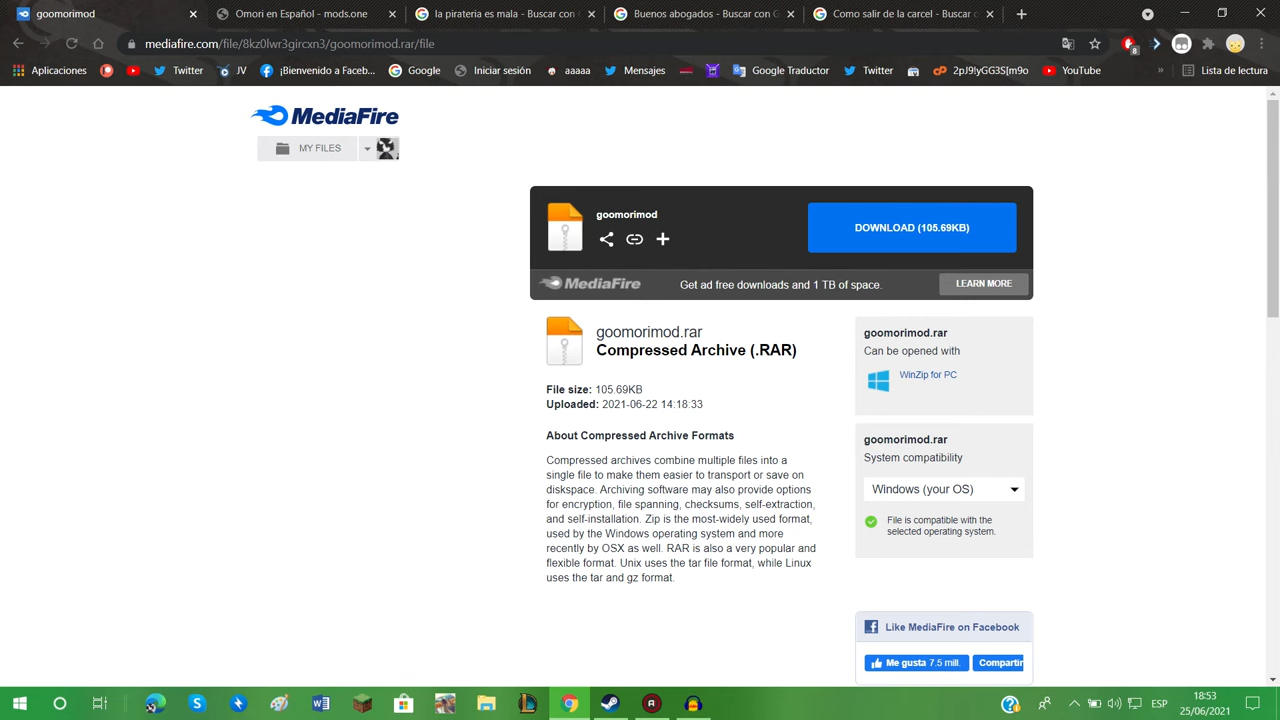 goomorimod
Omori en Español - mods.one
la pirateria es mala - Buscar con
Buenos abogados - Buscar con G
Como salir de la carcel - Buscar c
mediafire.com/file/8kz0lwr3gircxn3/goomorimod.rar/file
8
Aplicaciones
Twitter
JV
¡Bienvenido a Faceb...
Google
Iniciar sesión
aaaaa
Mensajes
Google Traductor
Twitter
2pJ9!yGG3S[m9o
YouTube
»
Lista de lectura
MediaFire
MY FILES
goomorimod
DOWNLOAD (105.69KB)
MediaFire
Get ad free downloads and 1 TB of space.
LEARN MORE
goomorimod.rar
Compressed Archive (.RAR)
File size: 105.69KB
Uploaded: 2021-06-22 14:18:33
About Compressed Archive Formats
Compressed archives combine multiple files into a
single file to make them easier to transport or save on
diskspace. Archiving software may also provide options
for encryption, file spanning, checksums, self-extraction,
and self-installation. Zip is the most-widely used format,
used by the Windows operating system and more
recently by OSX as well. RAR is also a very popular and
flexible format. Unix uses the tar file format, while Linux
uses the tar and gz format.
goomorimod.rar
Can be opened with
WinZip for PC
goomorimod.rar
System compatibility
Windows (your OS)
File is compatible with the
selected operating system.
Like MediaFire on Facebook
Me gusta 7.5 mill.
Compartir
ESP
18:53
25/06/2021